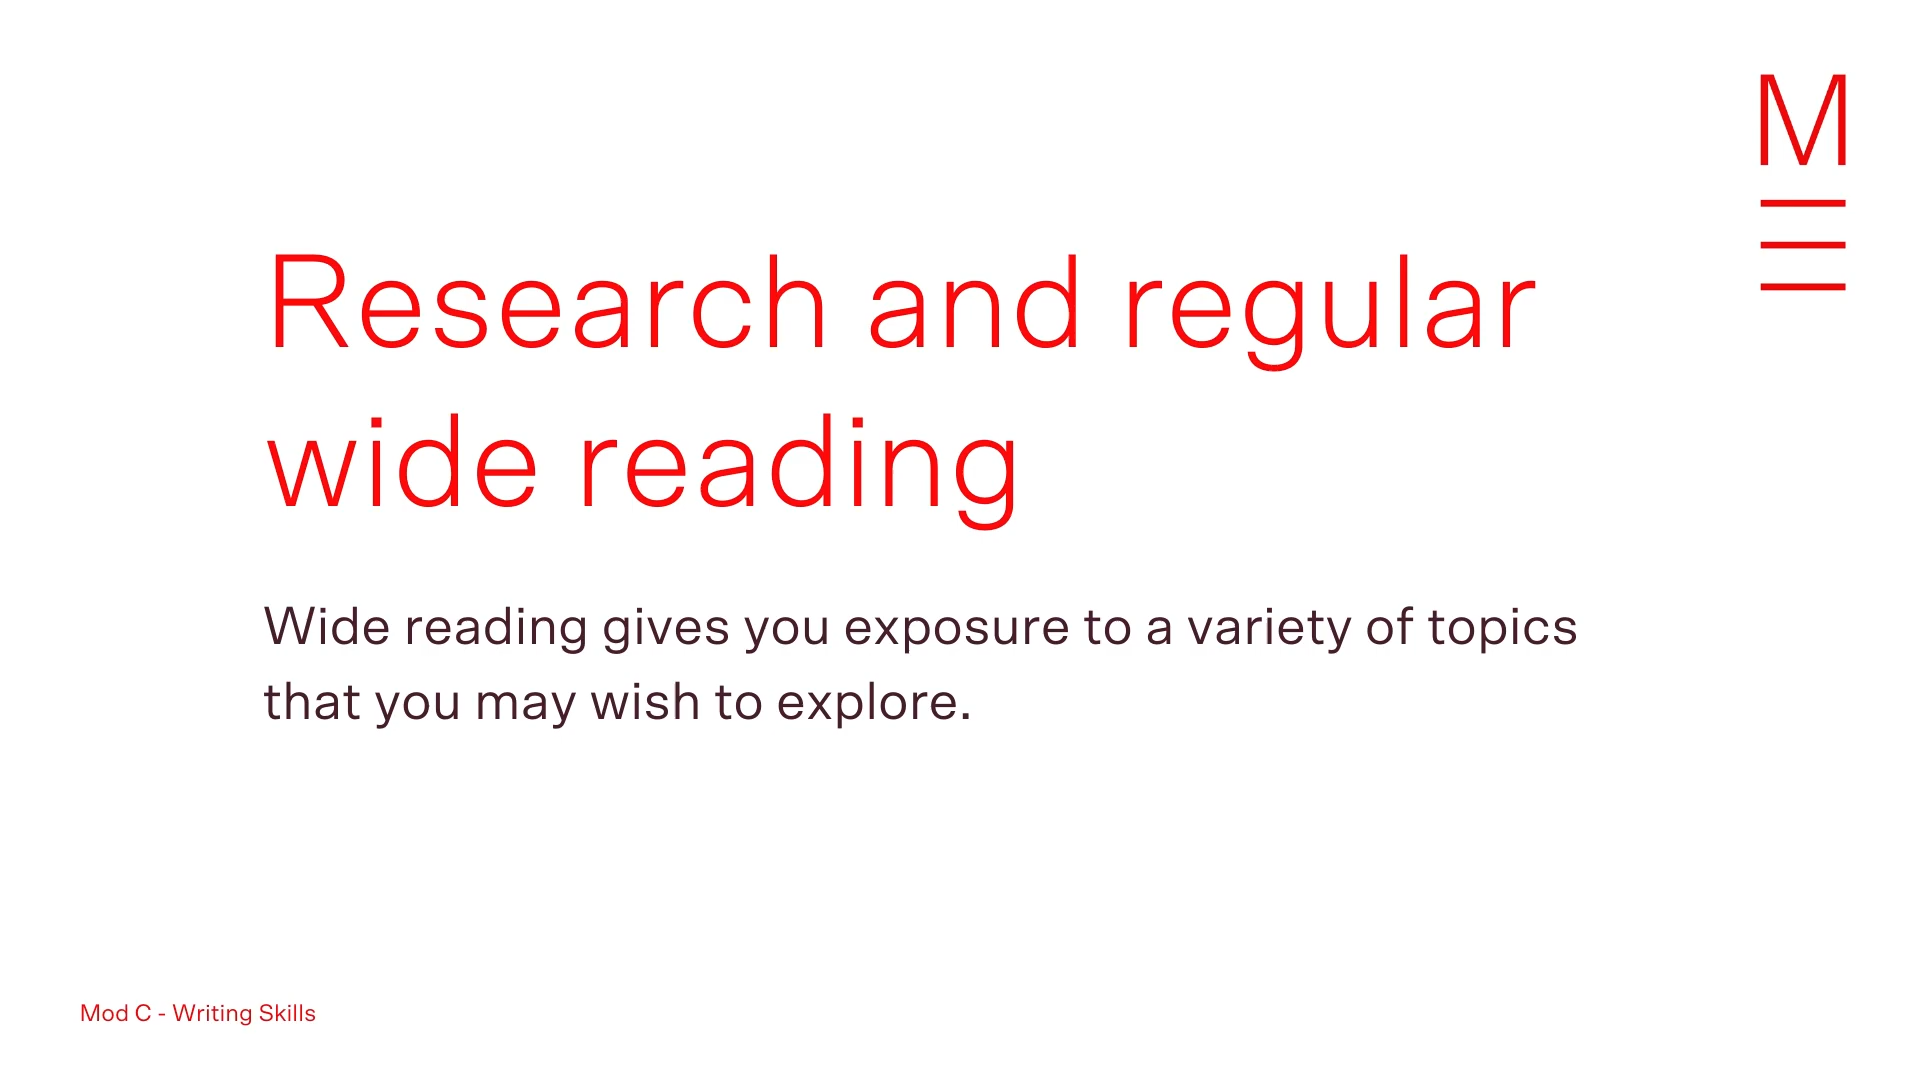 M
Research and regular
wide reading
Wide reading gives you exposure to a variety of topics
that you may wish to explore.
Mod C - Writing Skills